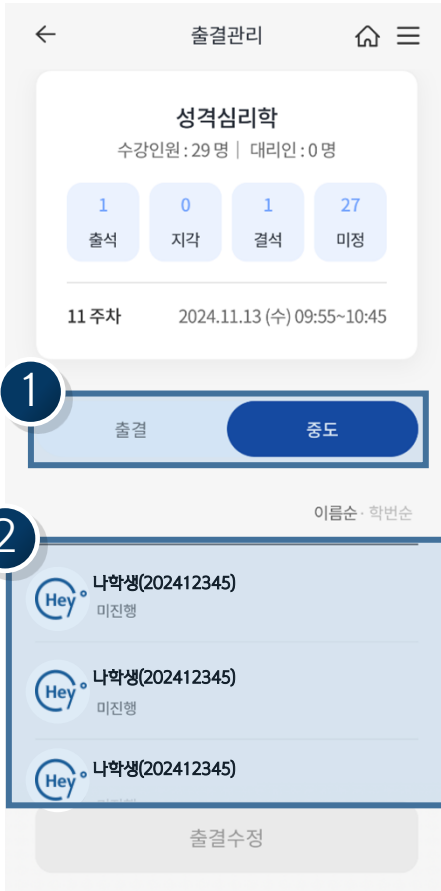 출결관리
성격심리학
수강인원 : 29 명 | 대리인 : 0 명
1 0 1 27
출석 지각 결석 미정
11 주차 2024.11.13 (수) 09:55~10:45
1
출결 중도
이름순 · 학번순
2
Hey 나학생(202412345)
미진행
Hey 나학생(202412345)
미진행
Hey 나학생(202412345)
출결수정